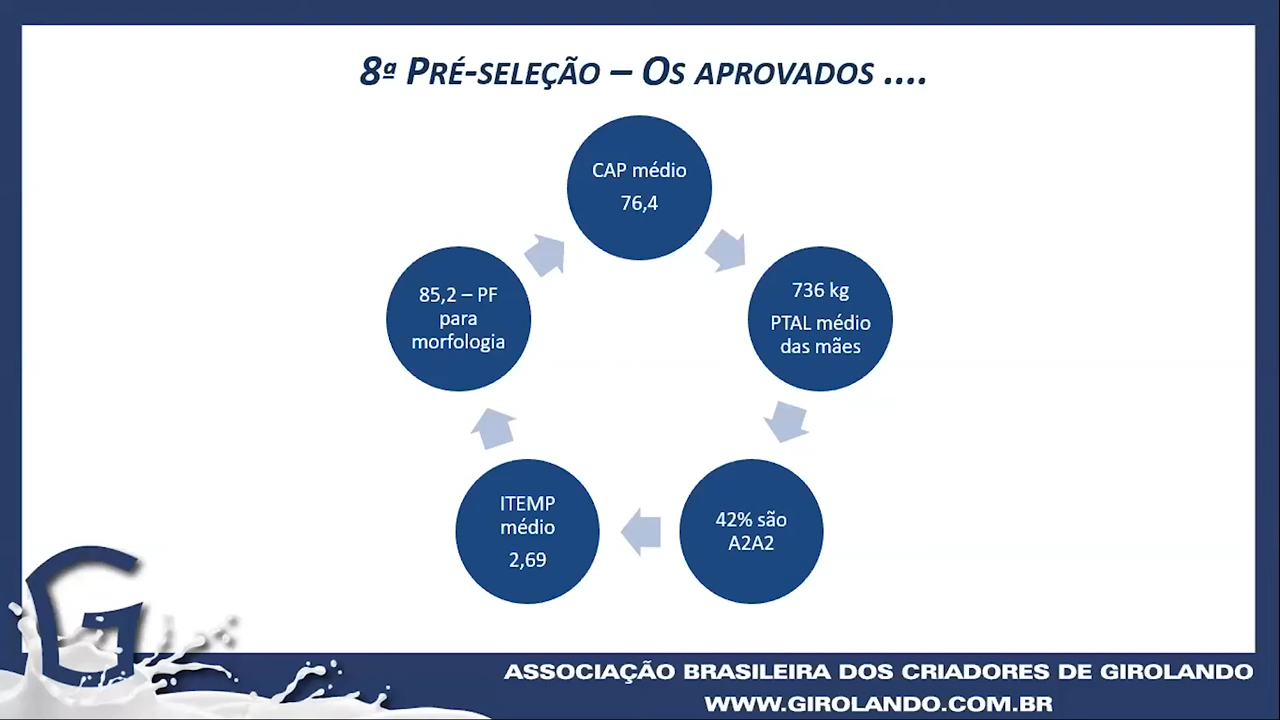 8ª PRÉ-SELEÇÃO – OS APROVADOS ....
CAP médio
76,4
736 kg
PTAL médio
das mães
42% são
A2A2
ITEMP
médio
2,69
85,2 – PF
para
morfologia
G
ASSOCIAÇÃO BRASILEIRA DOS CRIADORES DE GIROLANDO
WWW.GIROLANDO.COM.BR